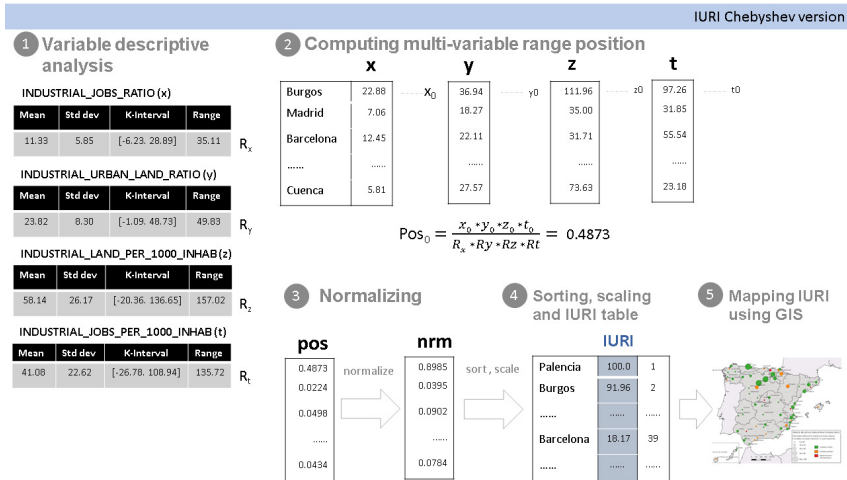 IURI Chebyshev version
1 Variable descriptive
analysis
INDUSTRIAL_JOBS_RATIO (x)
Mean Std dev K-Interval Range
11.33 5.85 [-6.23. 28.89] 35.11 Rx
INDUSTRIAL_URBAN_LAND_RATIO (y)
Mean Std dev K-Interval Range
23.82 8.30 [-1.09. 48.73] 49.83 Ry
INDUSTRIAL_LAND_PER_1000_INHAB (z)
Mean Std dev K-Interval Range
58.14 26.17 [-20.36. 136.65] 157.02 Rz
INDUSTRIAL_JOBS_PER_1000_INHAB (t)
Mean Std dev K-Interval Range
41.08 22.62 [-26.78. 108.94] 135.72 Rt
2 Computing multi-variable range position
x y z t
Burgos 22.88 ...... x0 36.94 ...... y0 111.96 ...... z0 97.26 ...... t0
Madrid 7.06 18.27 35.00 31.85
Barcelona 12.45 22.11 31.71 55.54
...... ...... ...... ...... ......
Cuenca 5.81 27.57 73.63 23.18
Pos0 = x0 * y0 * z0 * t0 / Rx * Ry * Rz * Rt = 0.4873
3 Normalizing
pos nrm
0.4873 normalize 0.8985 sort, scale
0.0224 0.0395
0.0498 0.0902
...... ......
0.0434 0.0784
4 Sorting, scaling
and IURI table
IURI
Palencia 100.0 1
Burgos 91.96 2
...... ...... ......
Barcelona 18.17 39
...... ...... ......
5 Mapping IURI
using GIS